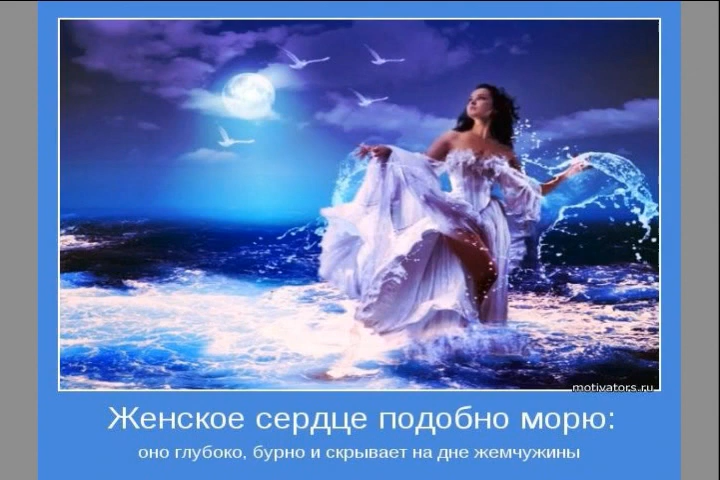 motivators.ru
Женское сердце подобно морю:
оно глубоко, бурно и скрывает на дне жемчужины